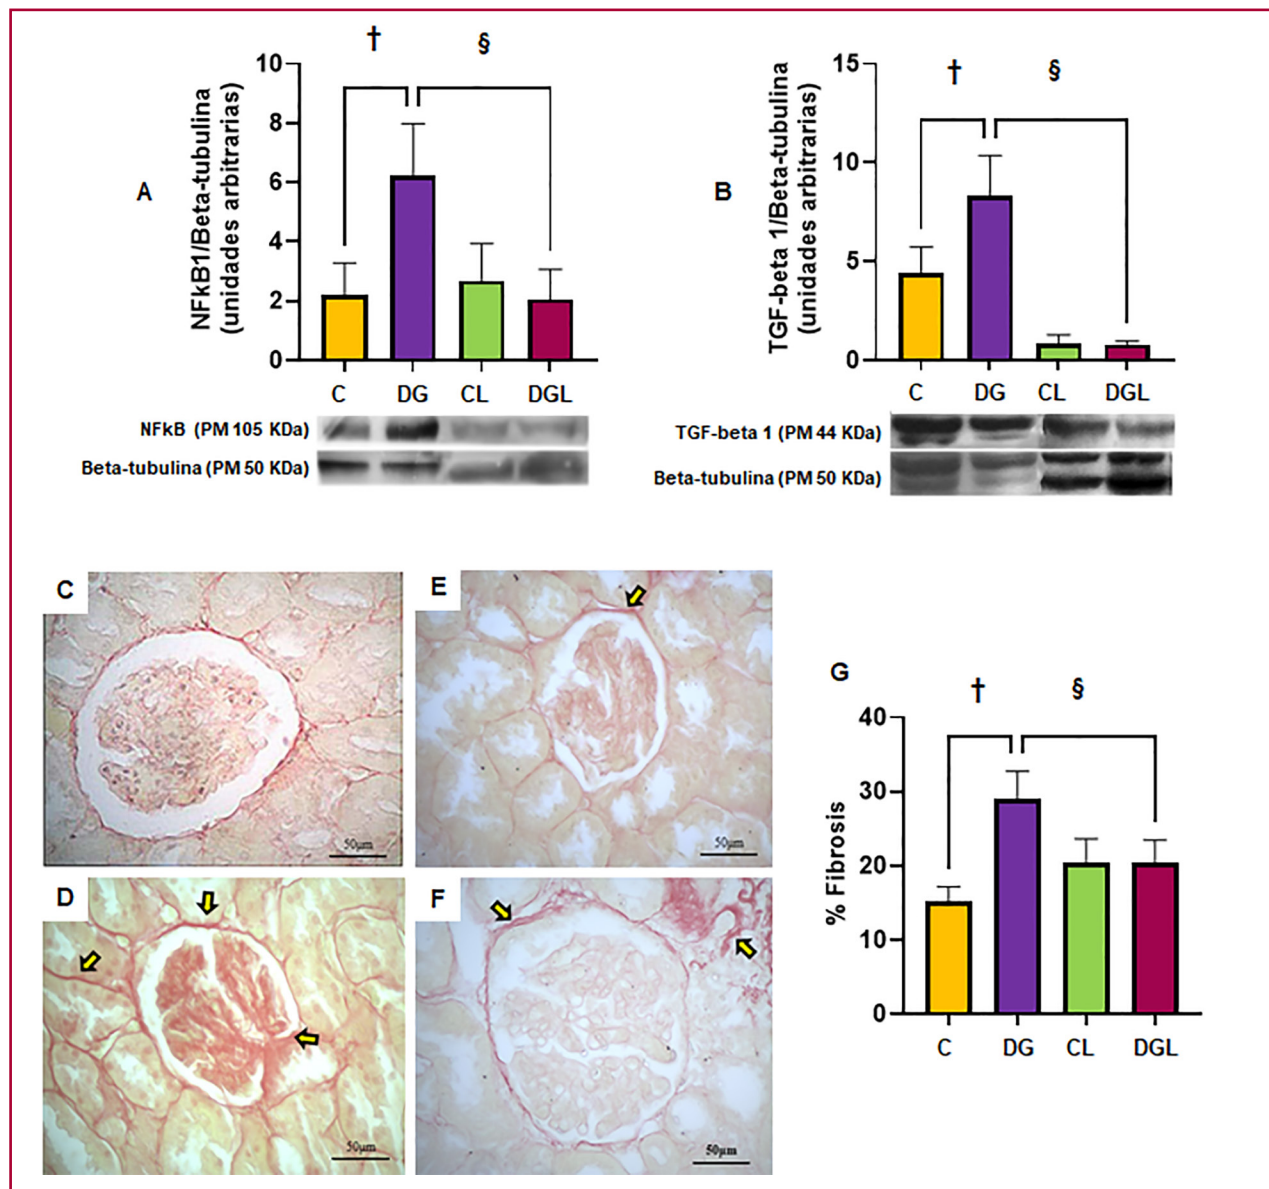 † §
A
NFkB1/Beta-tubulina
(unidades arbitrarias)
10
8
6
4
2
0
C DG CL DGL
NFkB (PM 105 KDa)
Beta-tubulina (PM 50 KDa)
† §
B
TGF-beta 1/Beta-tubulina
(unidades arbitrarias)
15
10
5
0
C DG CL DGL
TGF-beta 1 (PM 44 KDa)
Beta-tubulina (PM 50 KDa)
C
50µm
E
50µm
D
50µm
F
50µm
G
† §
% Fibrosis
40
30
20
10
0
C DG CL DGL